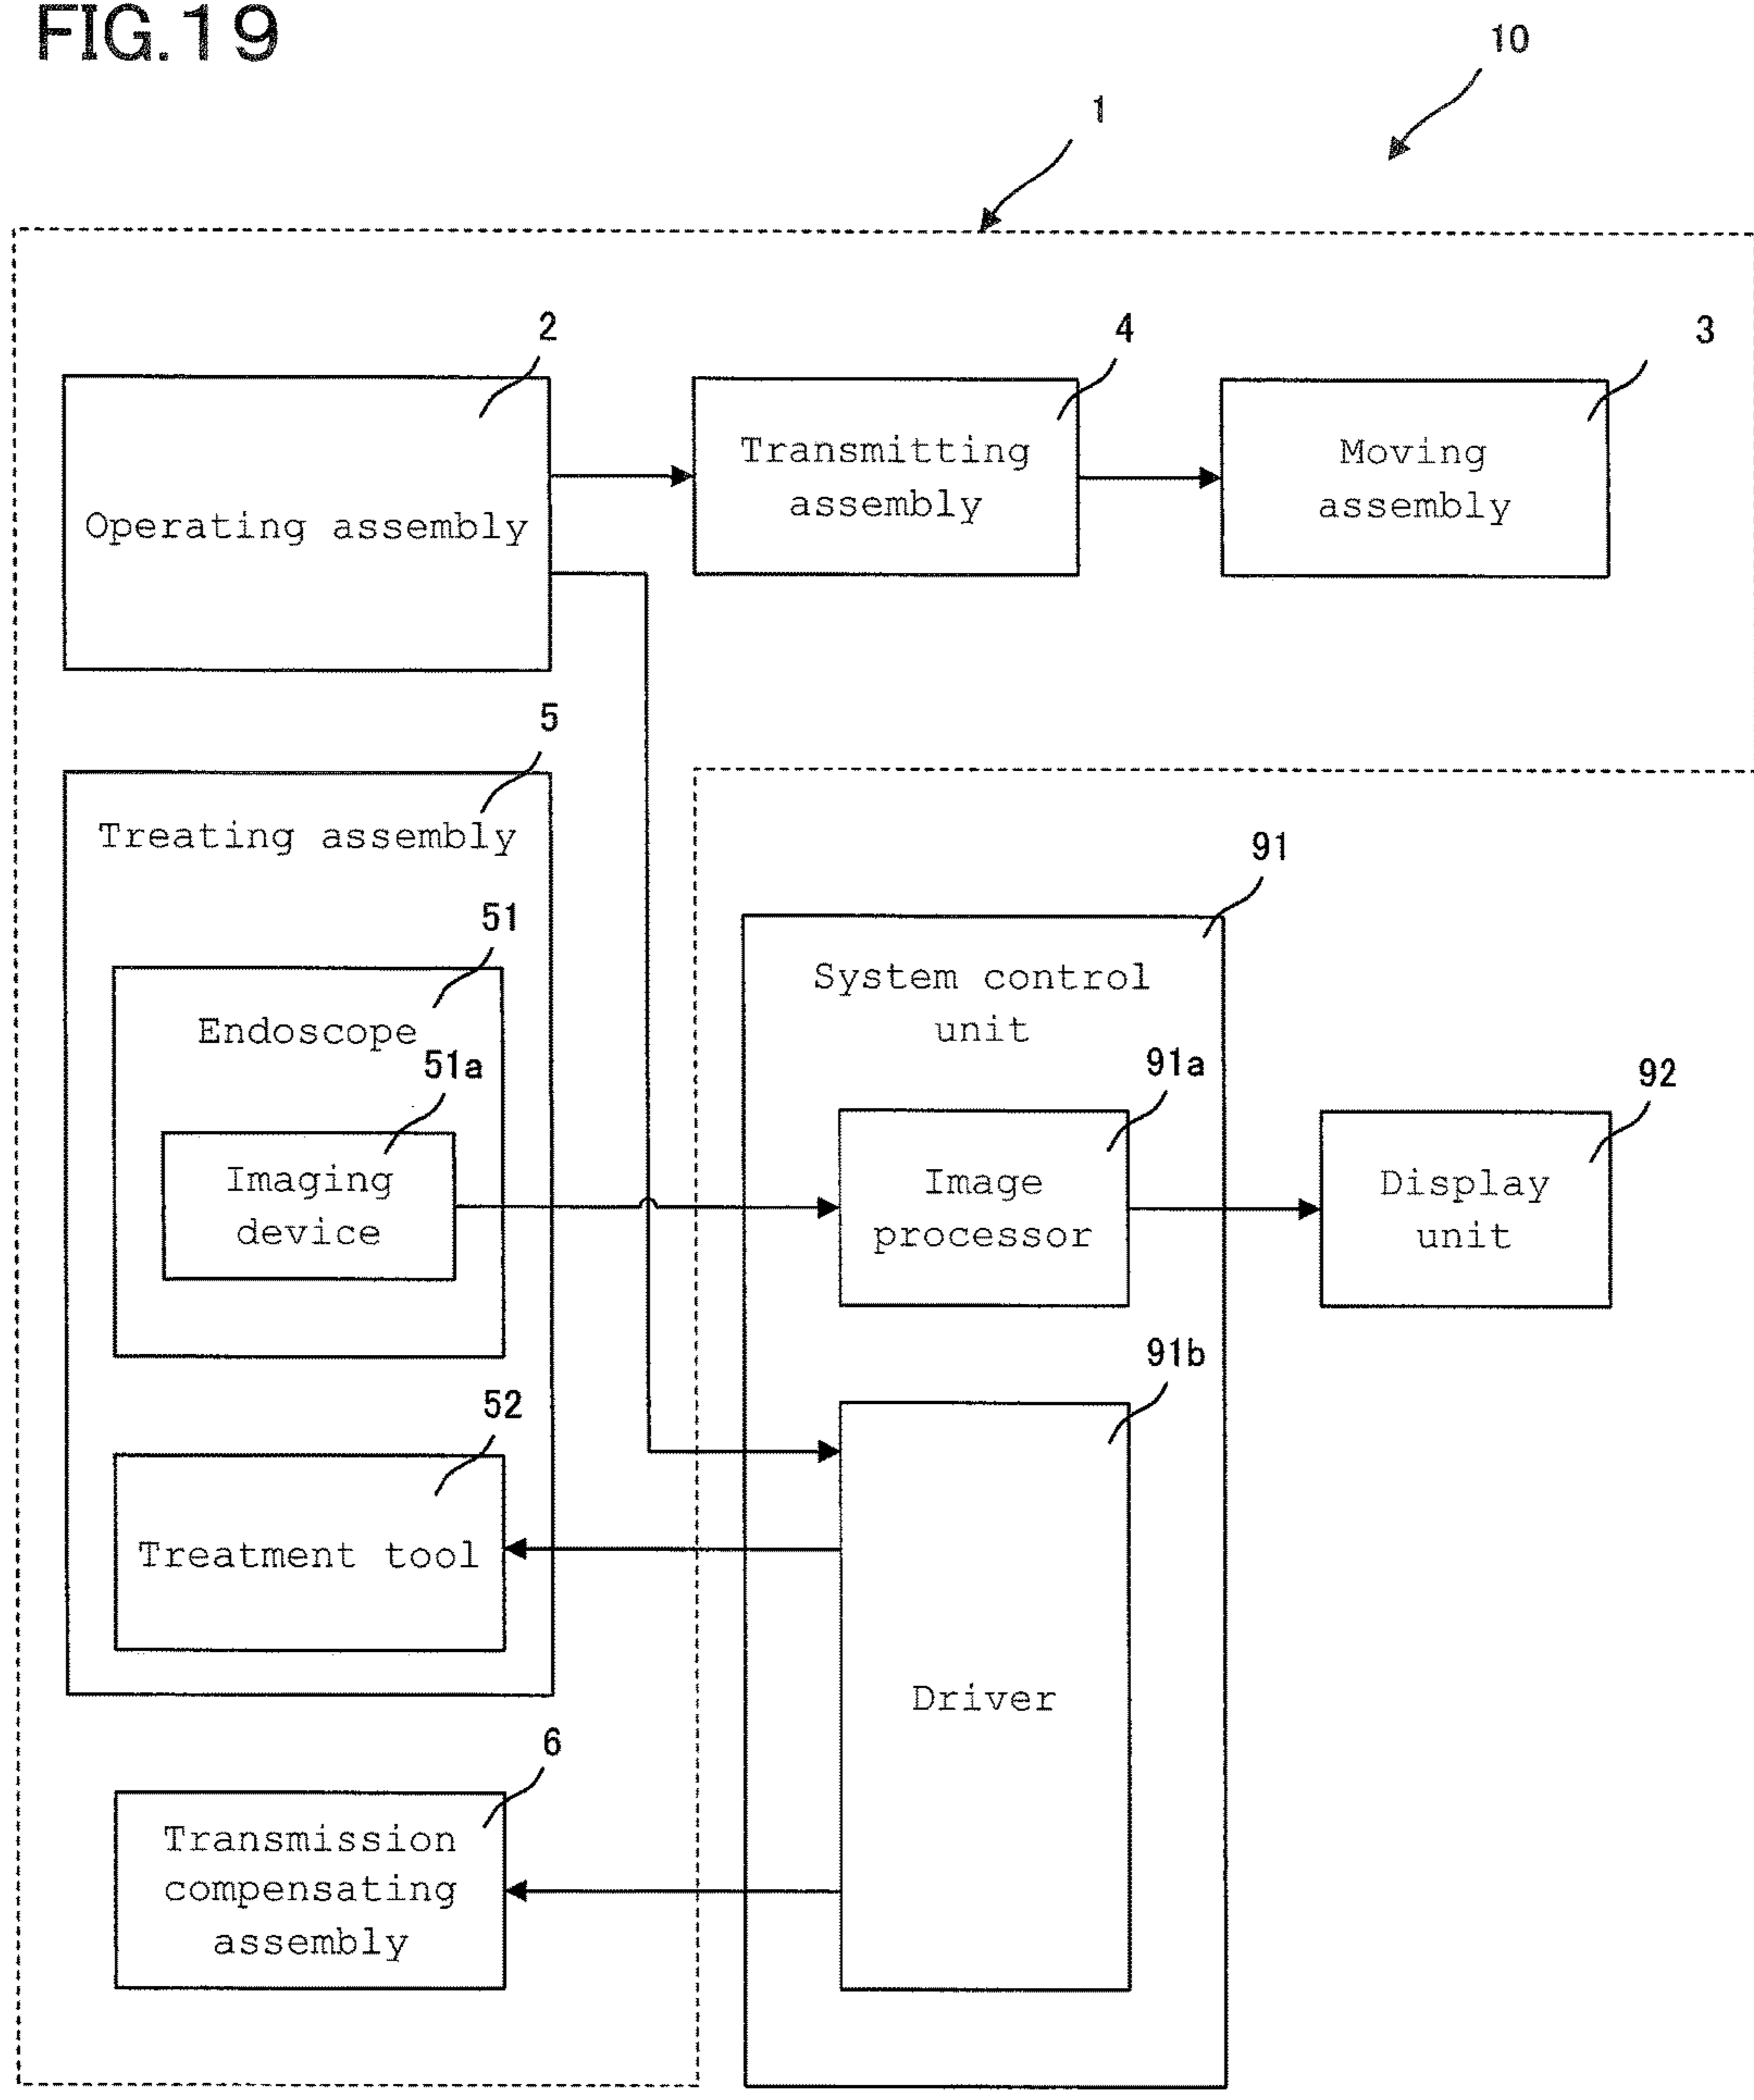 FIG.19
10
1
2
4
3
Operating assembly
Transmitting
assembly
Moving
assembly
5
Treating assembly
51
Endoscope
51a
Imaging
device
52
Treatment tool
6
Transmission
compensating
assembly
91
System control
unit
91a
Image
processor
91b
Driver
92
Display
unit